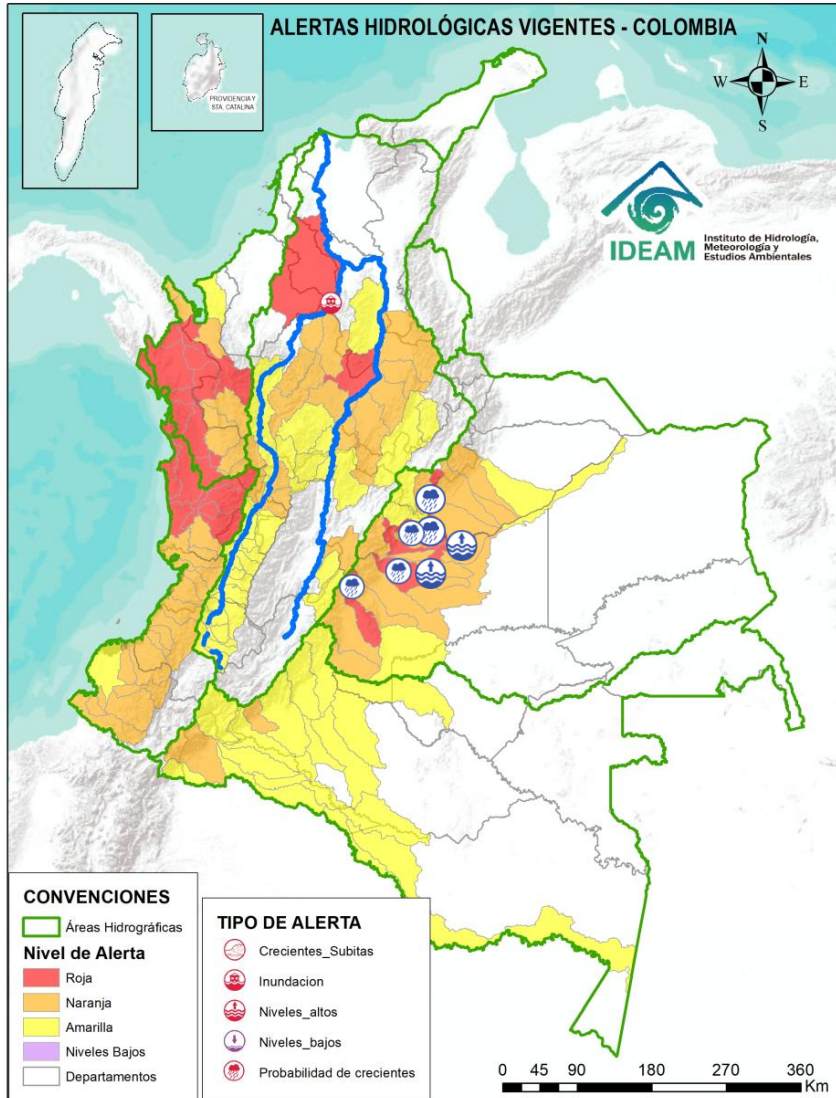 ALERTAS HIDROLÓGICAS VIGENTES - COLOMBIA
PROVIDENCIA Y
STA. CATALINA
N
W
E
S
IDEAM
Instituto de Hidrología,
Meteorología y
Estudios Ambientales
CONVENCIONES
Áreas Hidrográficas
Nivel de Alerta
Roja
Naranja
Amarilla
Niveles Bajos
Departamentos
TIPO DE ALERTA
Crecientes_Subitas
Inundacion
Niveles_altos
Niveles_bajos
Probabilidad de crecientes
0 45 90 180 270 360
Km